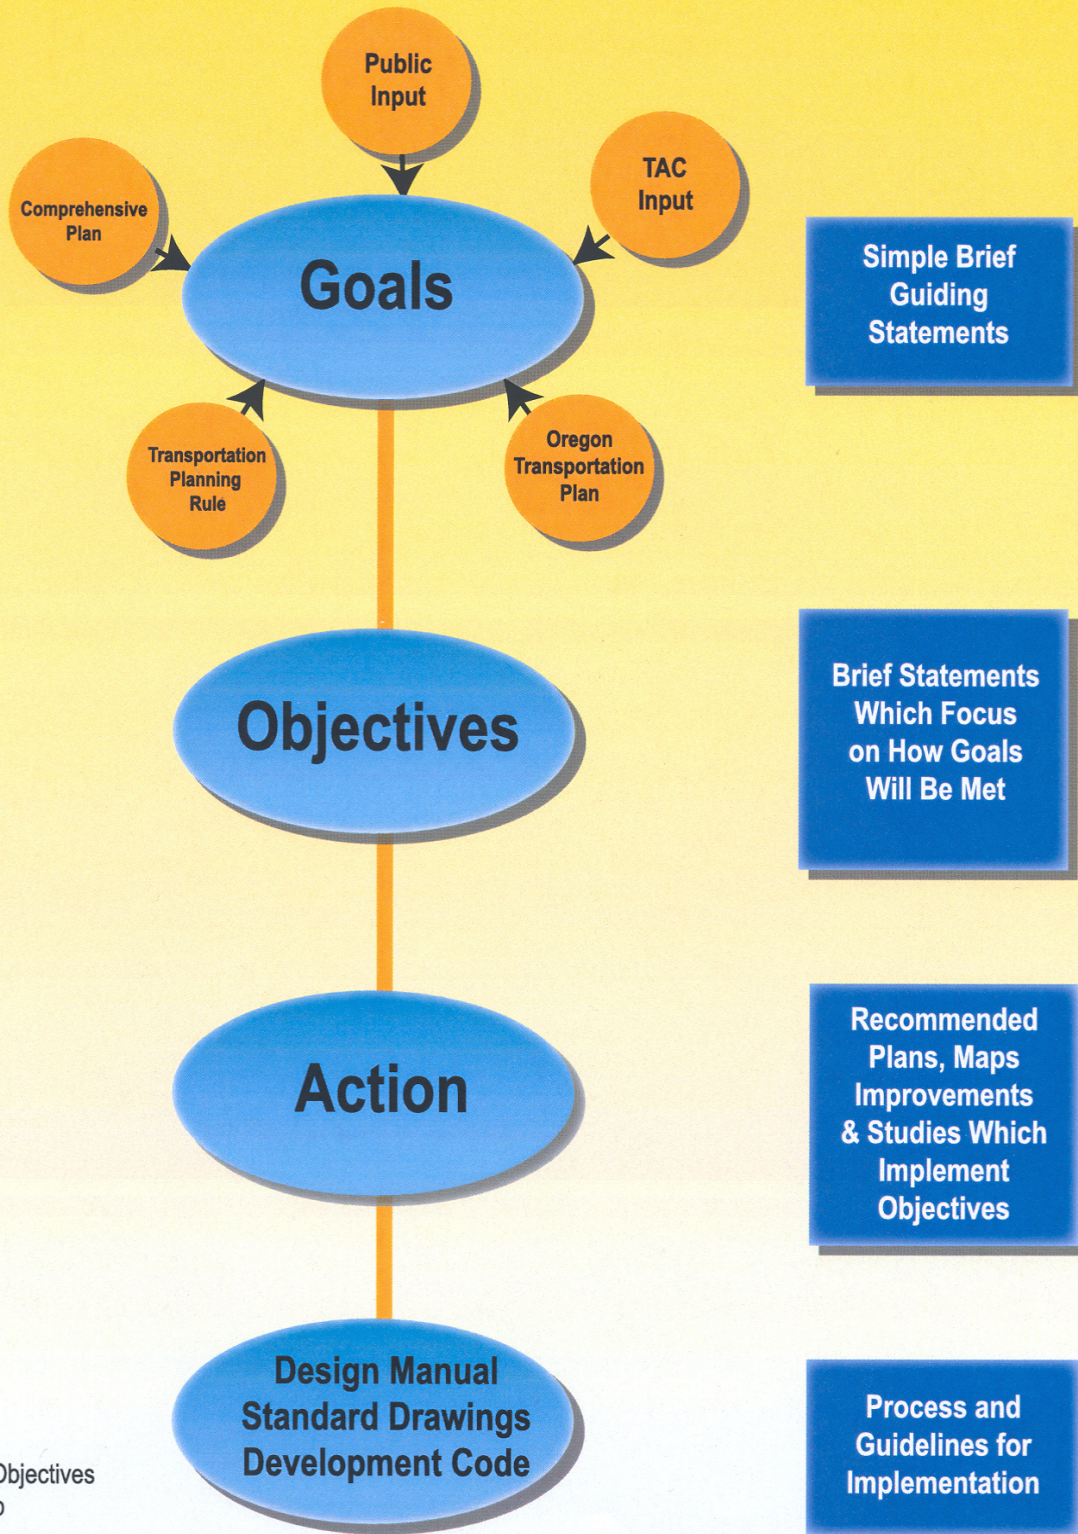 Public
Input
TAC
Input
Comprehensive
Plan
Goals
Simple Brief
Guiding
Statements
Transportation
Planning
Rule
Oregon
Transportation
Plan
Objectives
Brief Statements
Which Focus
on How Goals
Will Be Met
Action
Recommended
Plans, Maps
Improvements
& Studies Which
Implement
Objectives
Design Manual
Standard Drawings
Development Code
Process and
Guidelines for
Implementation
Objectives